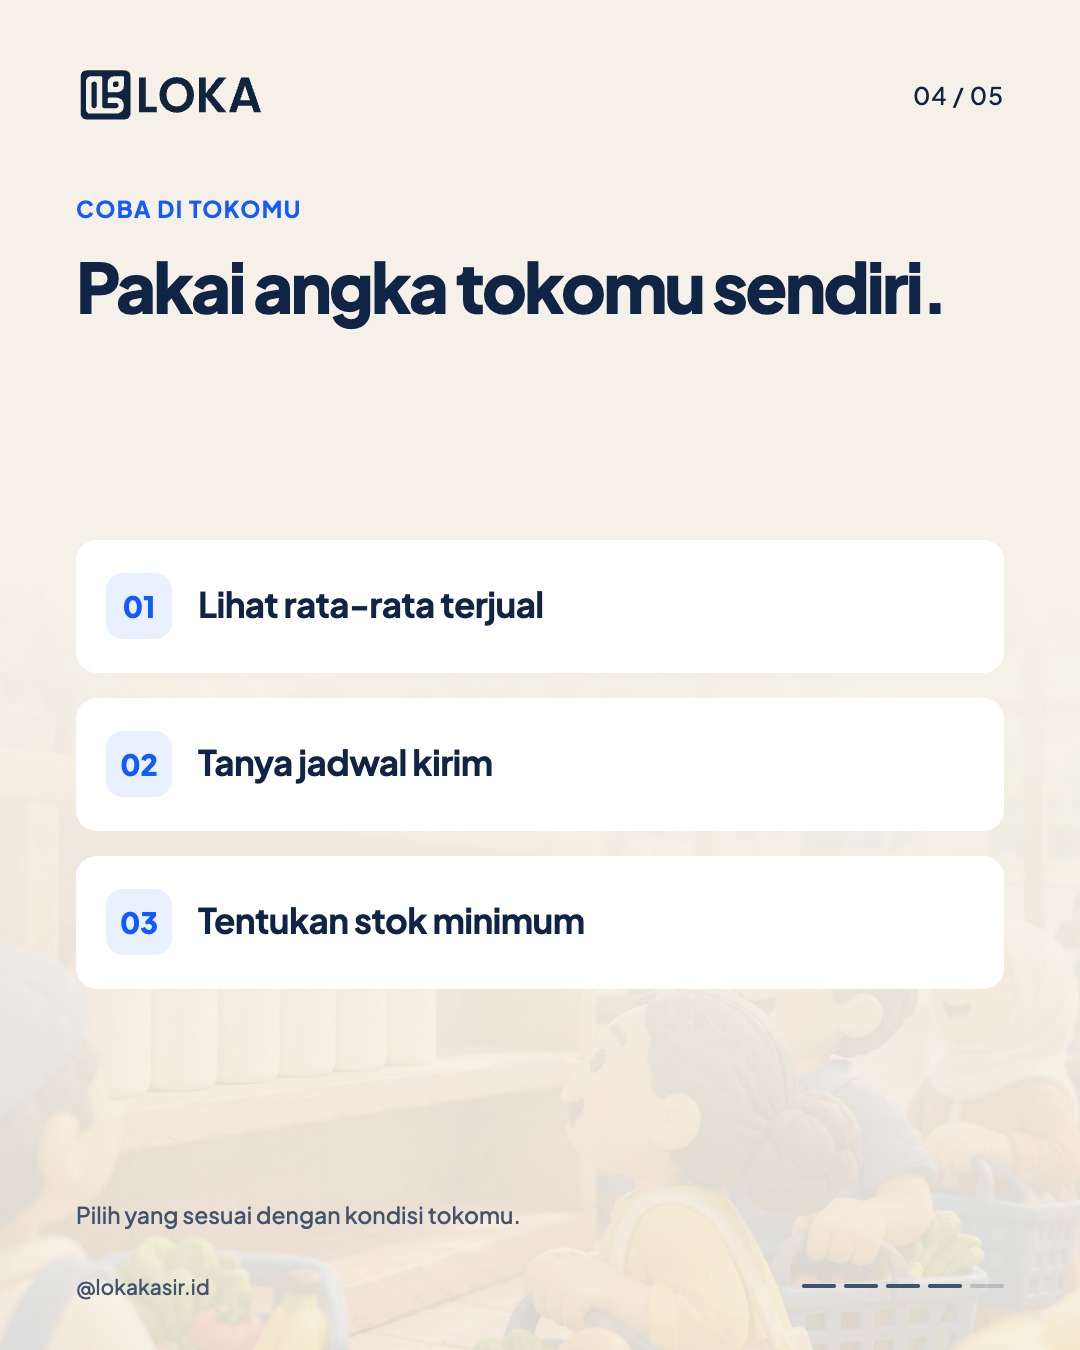 LOKA
04 / 05
COBA DI TOKOMU
Pakai angka tokomu sendiri.
01 Lihat rata-rata terjual
02 Tanya jadwal kirim
03 Tentukan stok minimum
Pilih yang sesuai dengan kondisi tokomu.
@lokakasir.id